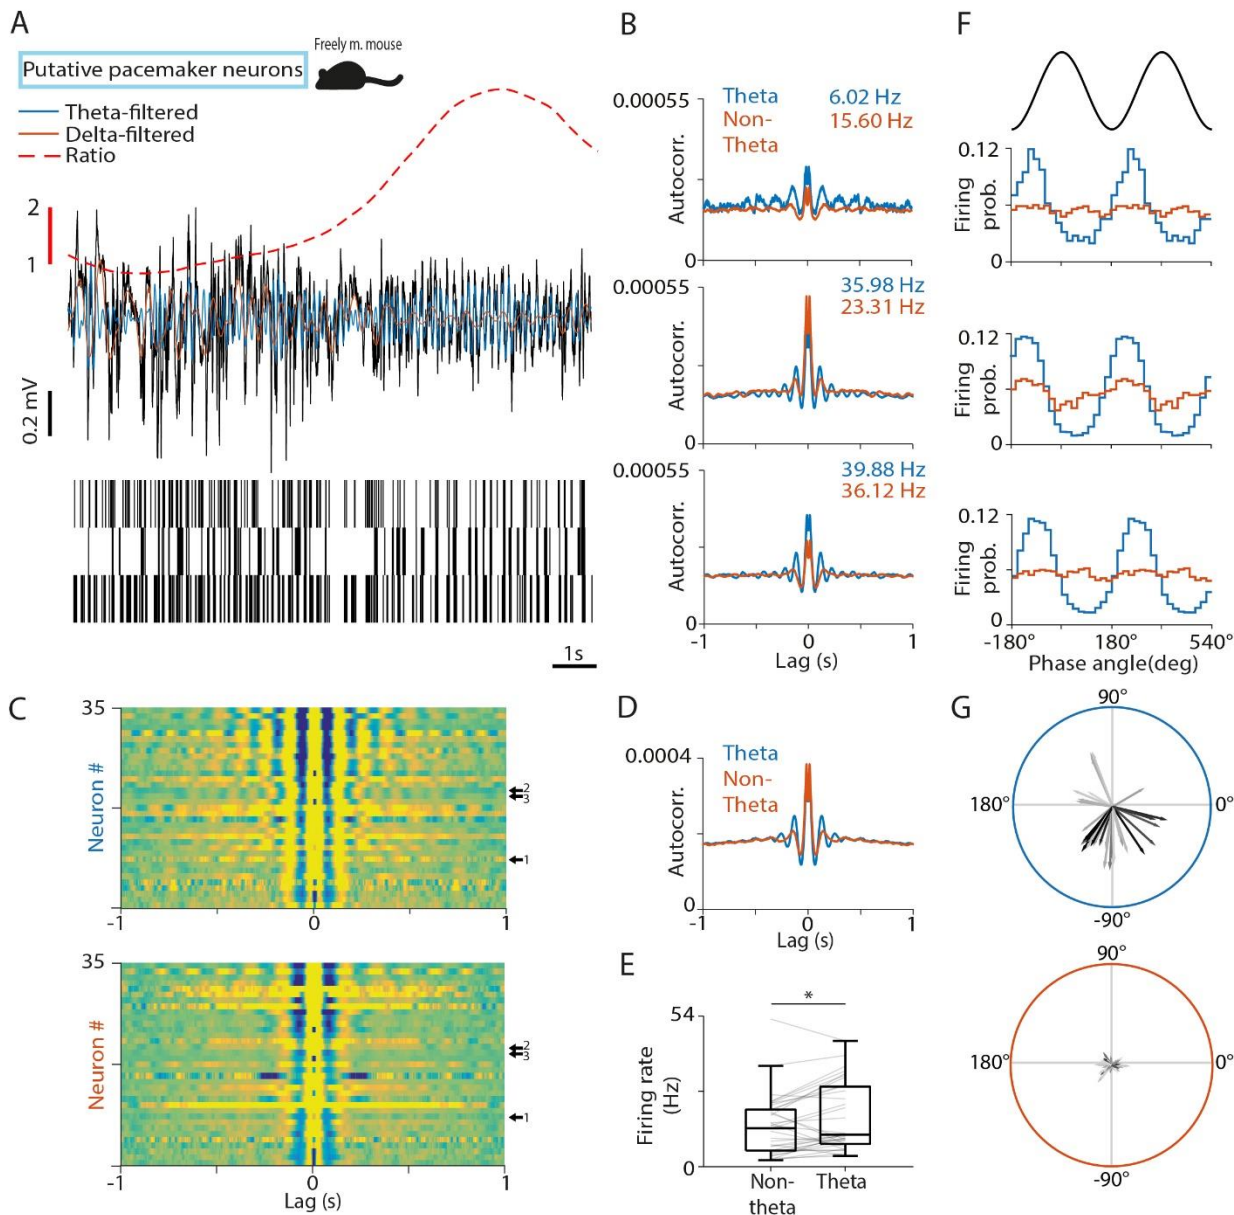 A
Freely m. mouse
Putative pacemaker neurons
Theta-filtered
Delta-filtered
Ratio
2
1
0.2 mV
1s
B
0.00055
Theta 6.02 Hz
Non- 15.60 Hz
Theta
Autocorr.
0
0.00055
35.98 Hz
23.31 Hz
Autocorr.
0
0.00055
39.88 Hz
36.12 Hz
Autocorr.
0
-1 0 1
Lag (s)
F
0.12
Firing
prob.
0
0.12
Firing
prob.
0
0.12
Firing
prob.
0
-180° 180° 540°
Phase angle(deg)
C
35
Neuron #
2
3
1
-1 0 1
35
Neuron #
2
3
1
-1 0 1
Lag (s)
D
0.0004
Theta
Non-
Theta
Autocorr.
0
-1 0 1
Lag (s)
E
*
54
Firing rate
(Hz)
0
Non- Theta
theta
G
90°
180° 0°
-90°
90°
180° 0°
-90°